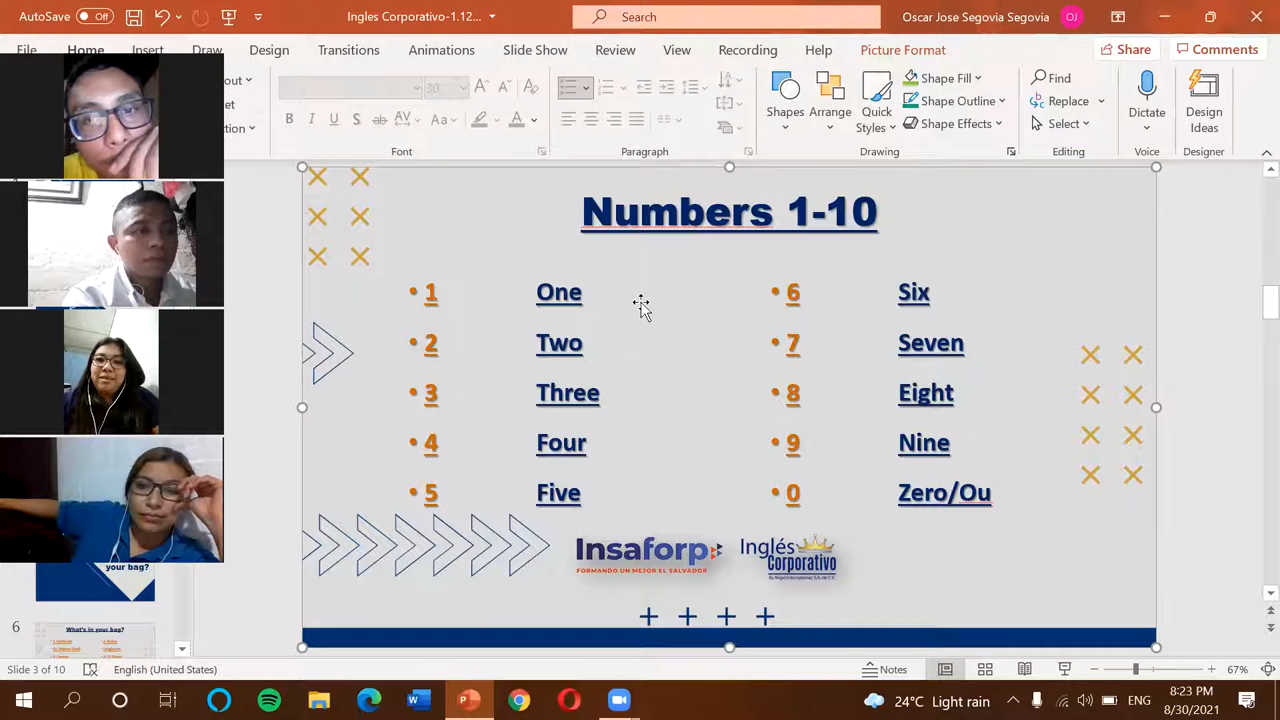 AutoSave Off Ingles Corporativo-1.12... Search Oscar Jose Segovia Segovia OJ
File Home Insert Draw Design Transitions Animations Slide Show Review View Recording Help Picture Format Share Comments
Shapes Arrange Quick Styles Shape Fill Shape Outline Shape Effects Find Replace Select Dictate Design Ideas
Font Paragraph Drawing Editing Voice Designer
Numbers 1-10
• 1 One • 6 Six
• 2 Two • 7 Seven
• 3 Three • 8 Eight
• 4 Four • 9 Nine
• 5 Five • 0 Zero/Ou
Insaforp Inglés Corporativo
FORMANDO UN MEJOR EL SALVADOR By Regal International, S.A. de C.V.
your bag?
6 What's in your bag?
Slide 3 of 10 English (United States) Notes 67%
24°C Light rain ENG 8:23 PM
8/30/2021